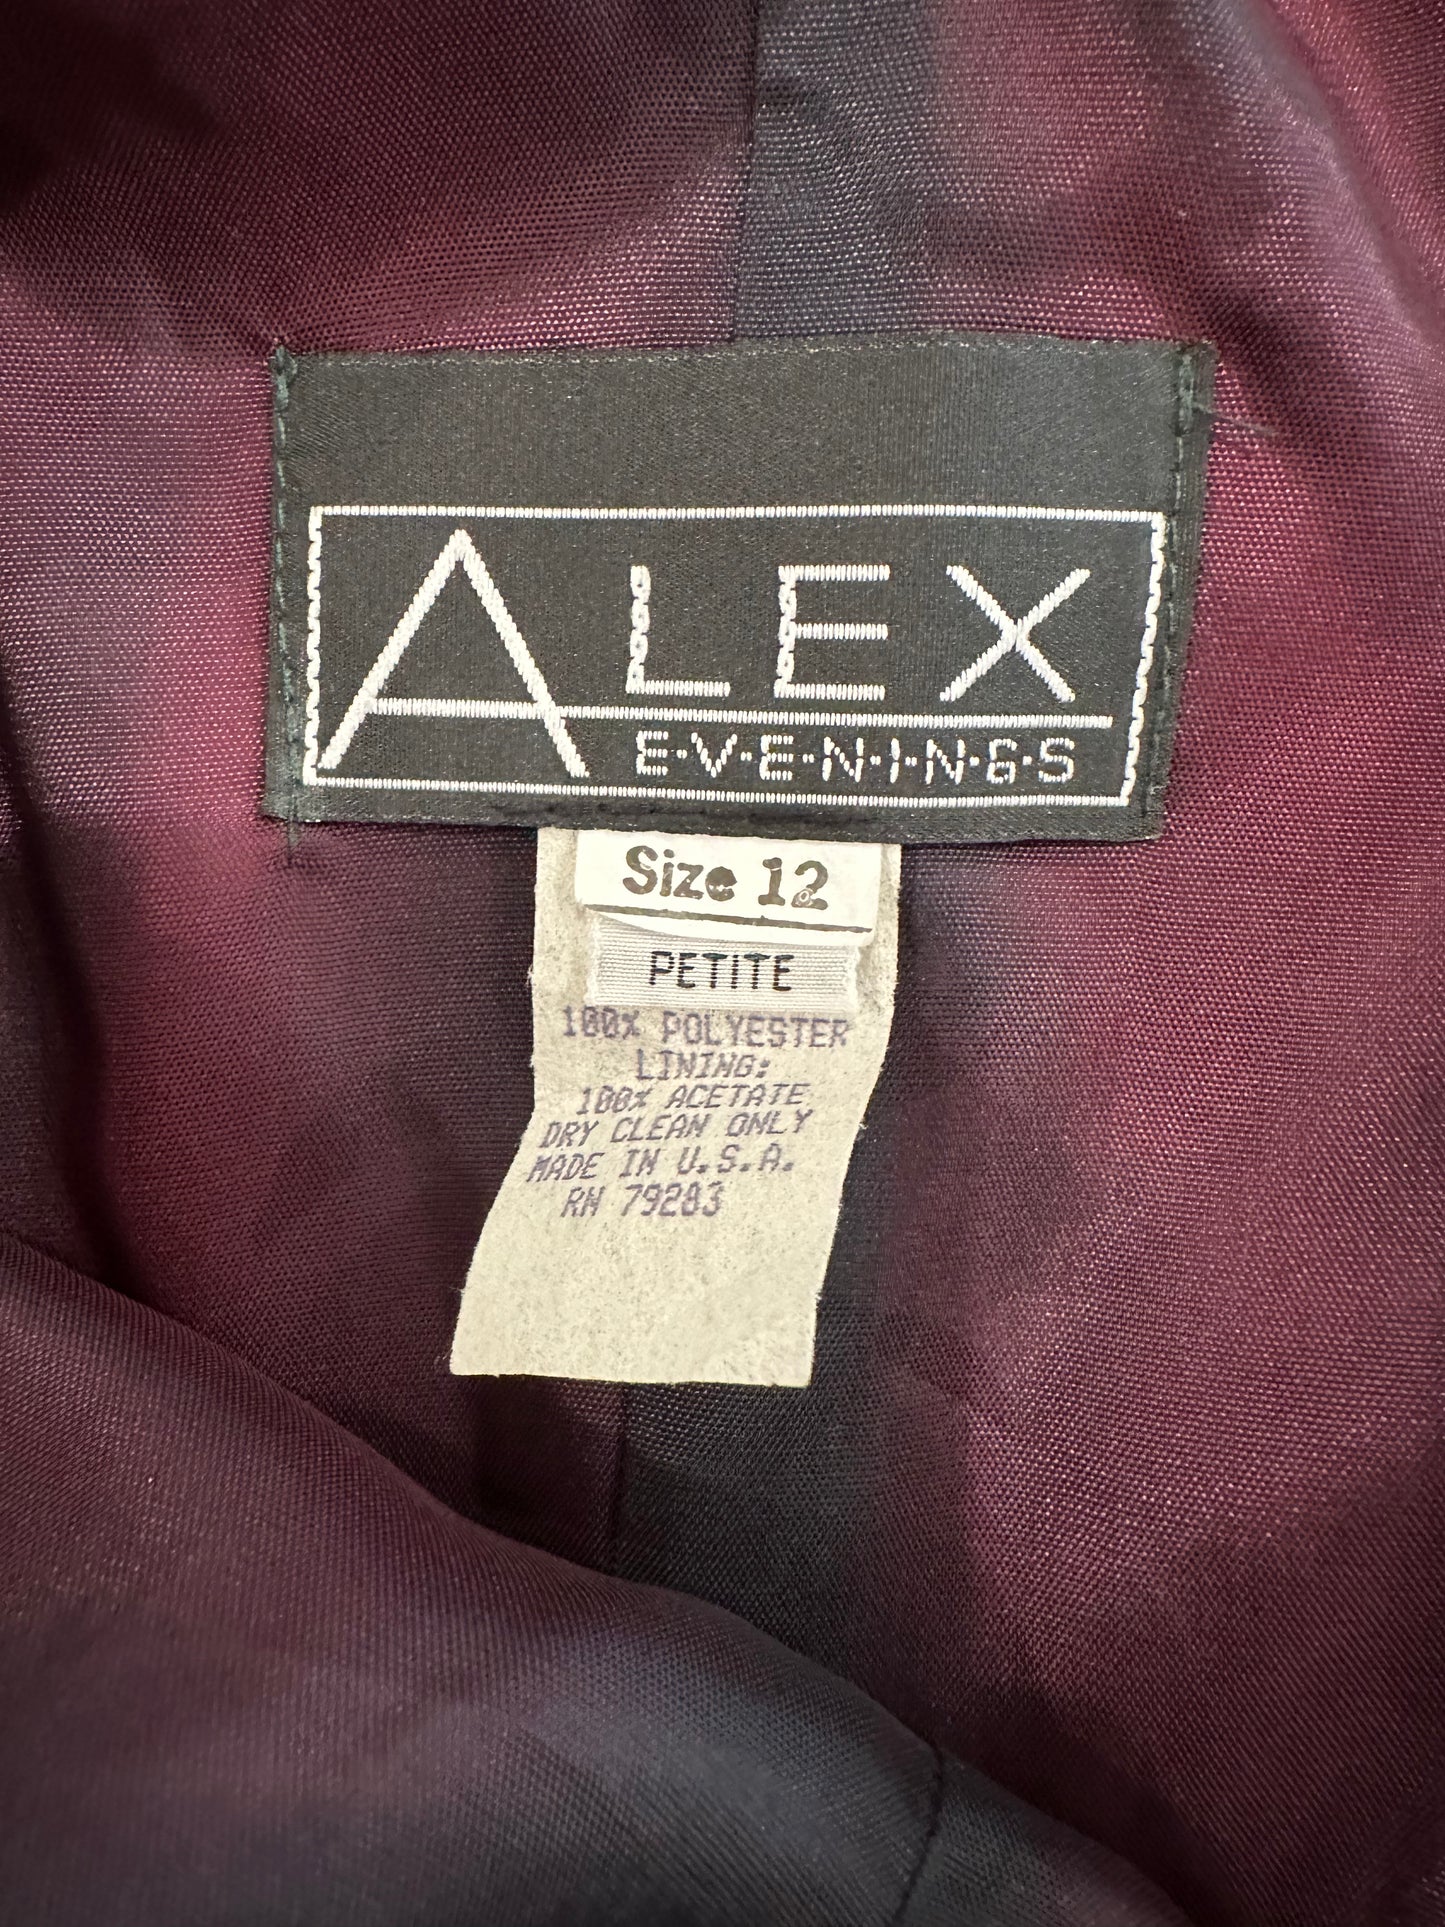 ALEX
E·V·E·N·I·N·G·S
Size 12
PETITE
100% POLYESTER
LINING:
100% ACETATE
DRY CLEAN ONLY
MADE IN U.S.A.
RN 79283